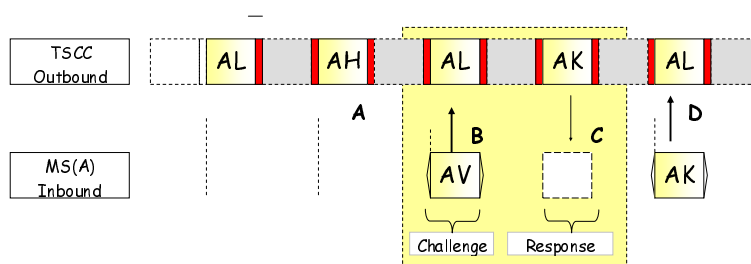 TSCC
Outbound
AL
AH
AL
AK
AL
A
B
C
D
MS(A)
Inbound
AV
AK
Challenge
Response